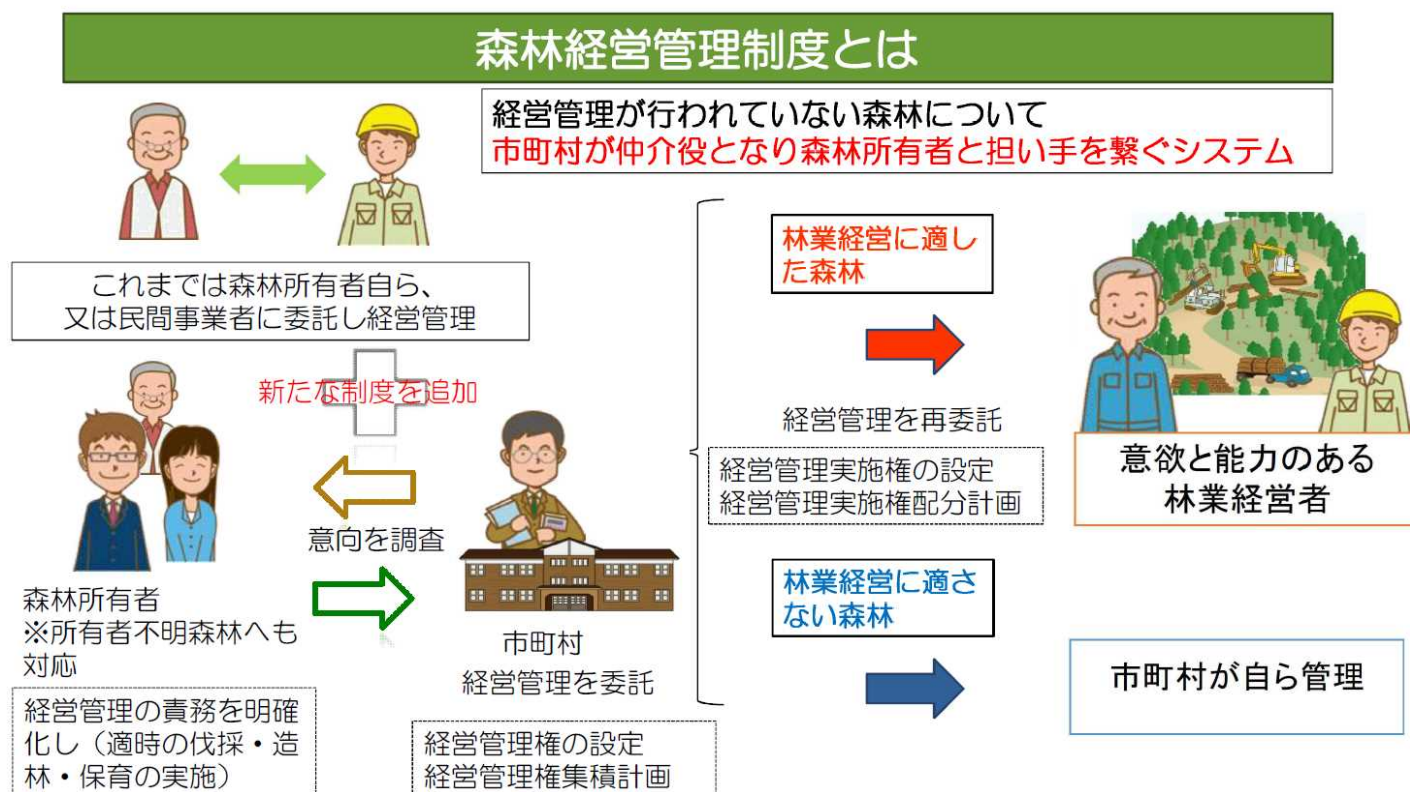 森林経営管理制度とは
経営管理が行われていない森林について
市町村が仲介役となり森林所有者と担い手を繋ぐシステム
これまでは森林所有者自ら、
又は民間事業者に委託し経営管理
新たな制度を追加
意向を調査
森林所有者
※所有者不明森林へも
対応
経営管理の責務を明確
化し（適時の伐採・造
林・保育の実施）
市町村
経営管理を委託
経営管理権の設定
経営管理権集積計画
林業経営に適し
た森林
経営管理を再委託
経営管理実施権の設定
経営管理実施権配分計画
意欲と能力のある
林業経営者
林業経営に適さ
ない森林
市町村が自ら管理